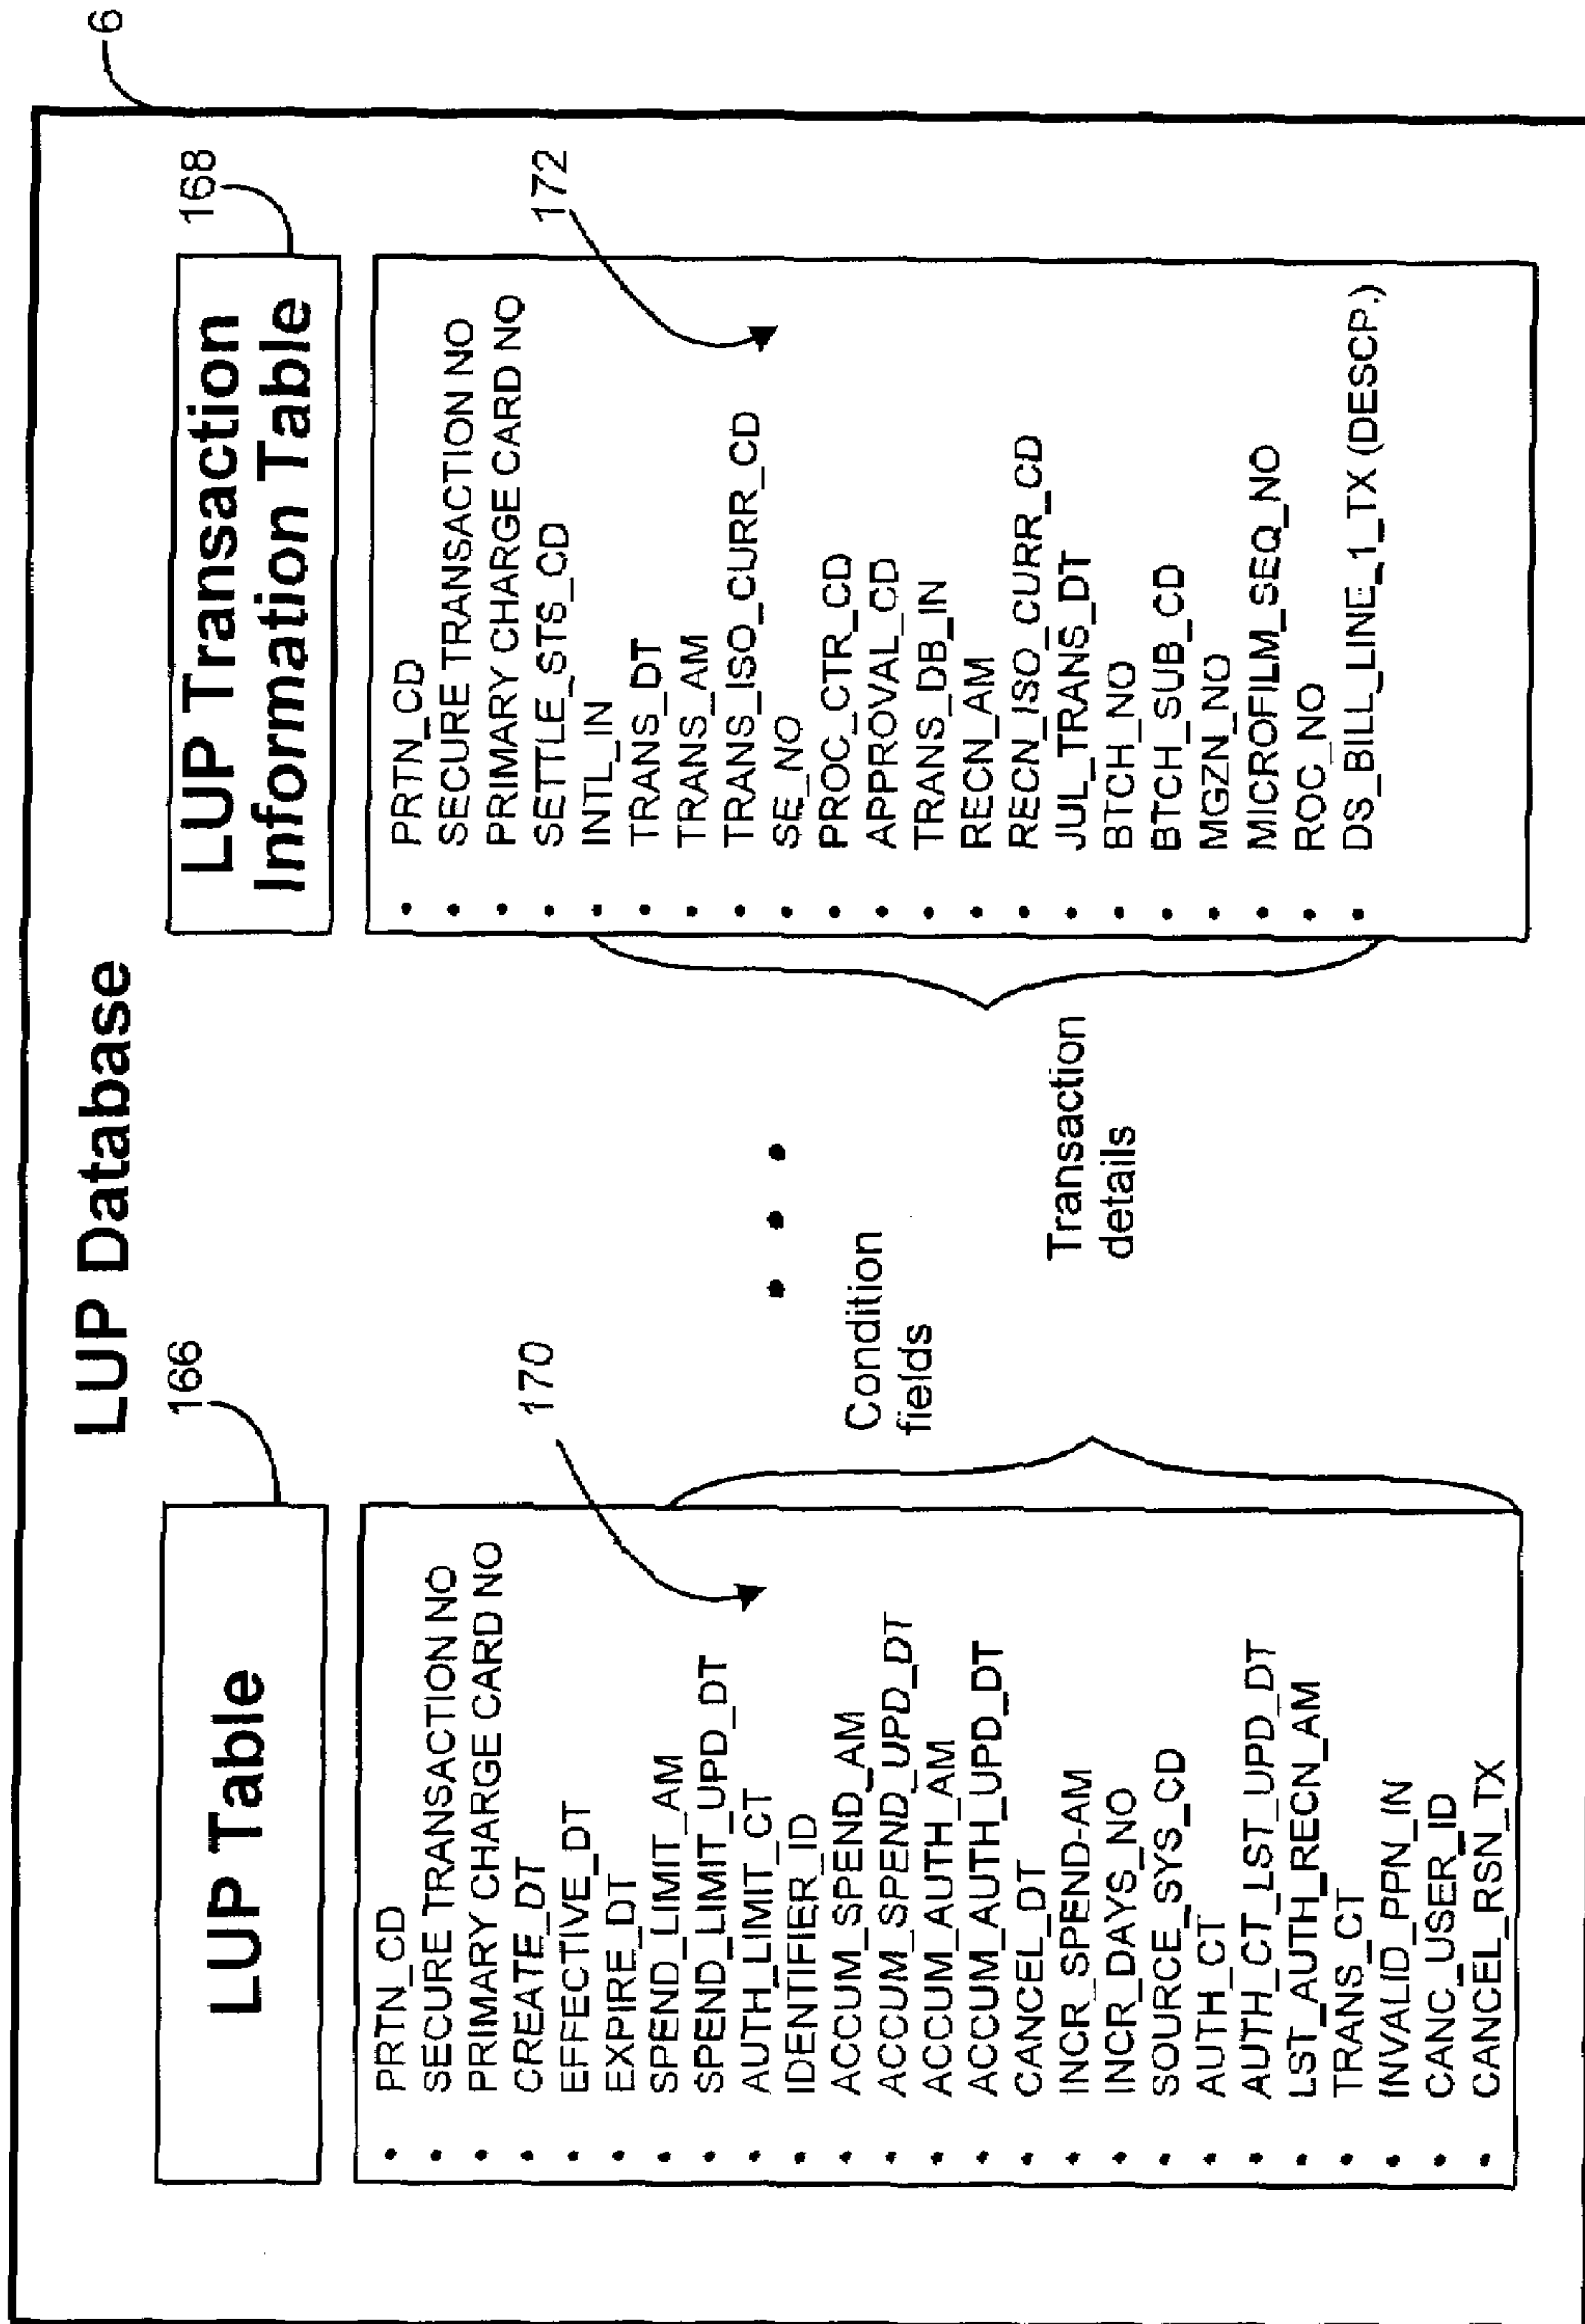 LUP Database
6
166
LUP Table
170
• PRTN_CD
• SECURE TRANSACTION NO
• PRIMARY CHARGE CARD NO
• CREATE_DT
• EFFECTIVE_DT
• EXPIRE_DT
• SPEND_LIMIT_AM
• SPEND_LIMIT_UPD_DT
• AUTH_LIMIT_CT
• IDENTIFIER_ID
• ACCUM_SPEND_AM
• ACCUM_SPEND_UPD_DT
• ACCUM_AUTH_AM
• ACCUM_AUTH_UPD_DT
• CANCEL_DT
• INCR_SPEND-AM
• INCR_DAYS_NO
• SOURCE_SYS_CD
• AUTH_CT
• AUTH_CT_LST_UPD_DT
• LST_AUTH_RECN_AM
• TRANS_CT
• INVALID_PPN_IN
• CANC_USER_ID
• CANCEL_RSN_TX
Condition
fields
• • •
168
LUP Transaction
Information Table
172
• PRTN_CD
• SECURE TRANSACTION NO
• PRIMARY CHARGE CARD NO
• SETTLE_STS_CD
• INTL_IN
• TRANS_DT
• TRANS_AM
• TRANS_ISO_CURR_CD
• SE_NO
• PROC_CTR_CD
• APPROVAL_CD
• TRANS_DB_IN
• RECN_AM
• RECN_ISO_CURR_CD
• JUL_TRANS_DT
• BTCH_NO
• BTCH_SUB_CD
• MGZN_NO
• MICROFILM_SEQ_NO
• ROC_NO
• DS_BILL_LINE_1_TX (DESCP.)
Transaction
details